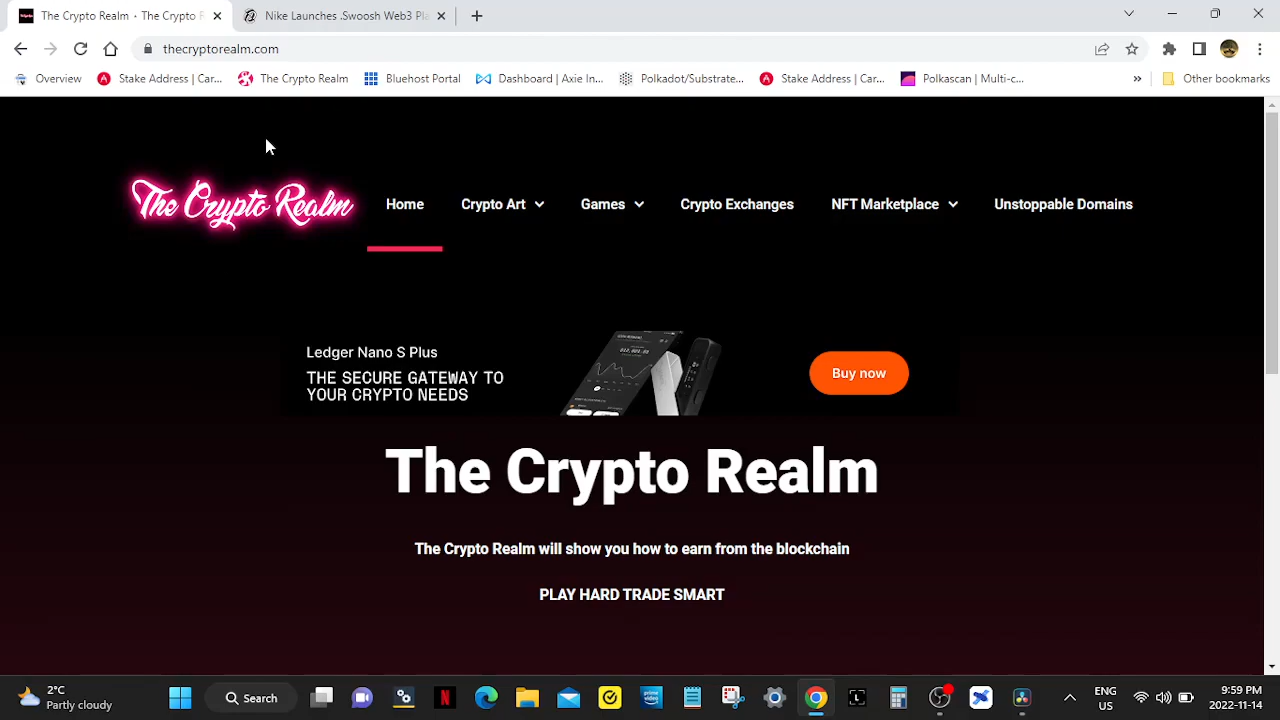 The Crypto Realm - The Crypto R
Nike Launches .Swoosh Web3 Pla
thecryptorealm.com
Overview
Stake Address | Car...
The Crypto Realm
Bluehost Portal
Dashboard | Axie In...
Polkadot/Substrate...
Stake Address | Car...
Polkascan | Multi-c...
Other bookmarks
The Crypto Realm
Home
Crypto Art
Games
Crypto Exchanges
NFT Marketplace
Unstoppable Domains
Ledger Nano S Plus
THE SECURE GATEWAY TO
YOUR CRYPTO NEEDS
Buy now
The Crypto Realm
The Crypto Realm will show you how to earn from the blockchain
PLAY HARD TRADE SMART
2°C
Partly cloudy
Search
prime
video
ENG
US
9:59 PM
2022-11-14